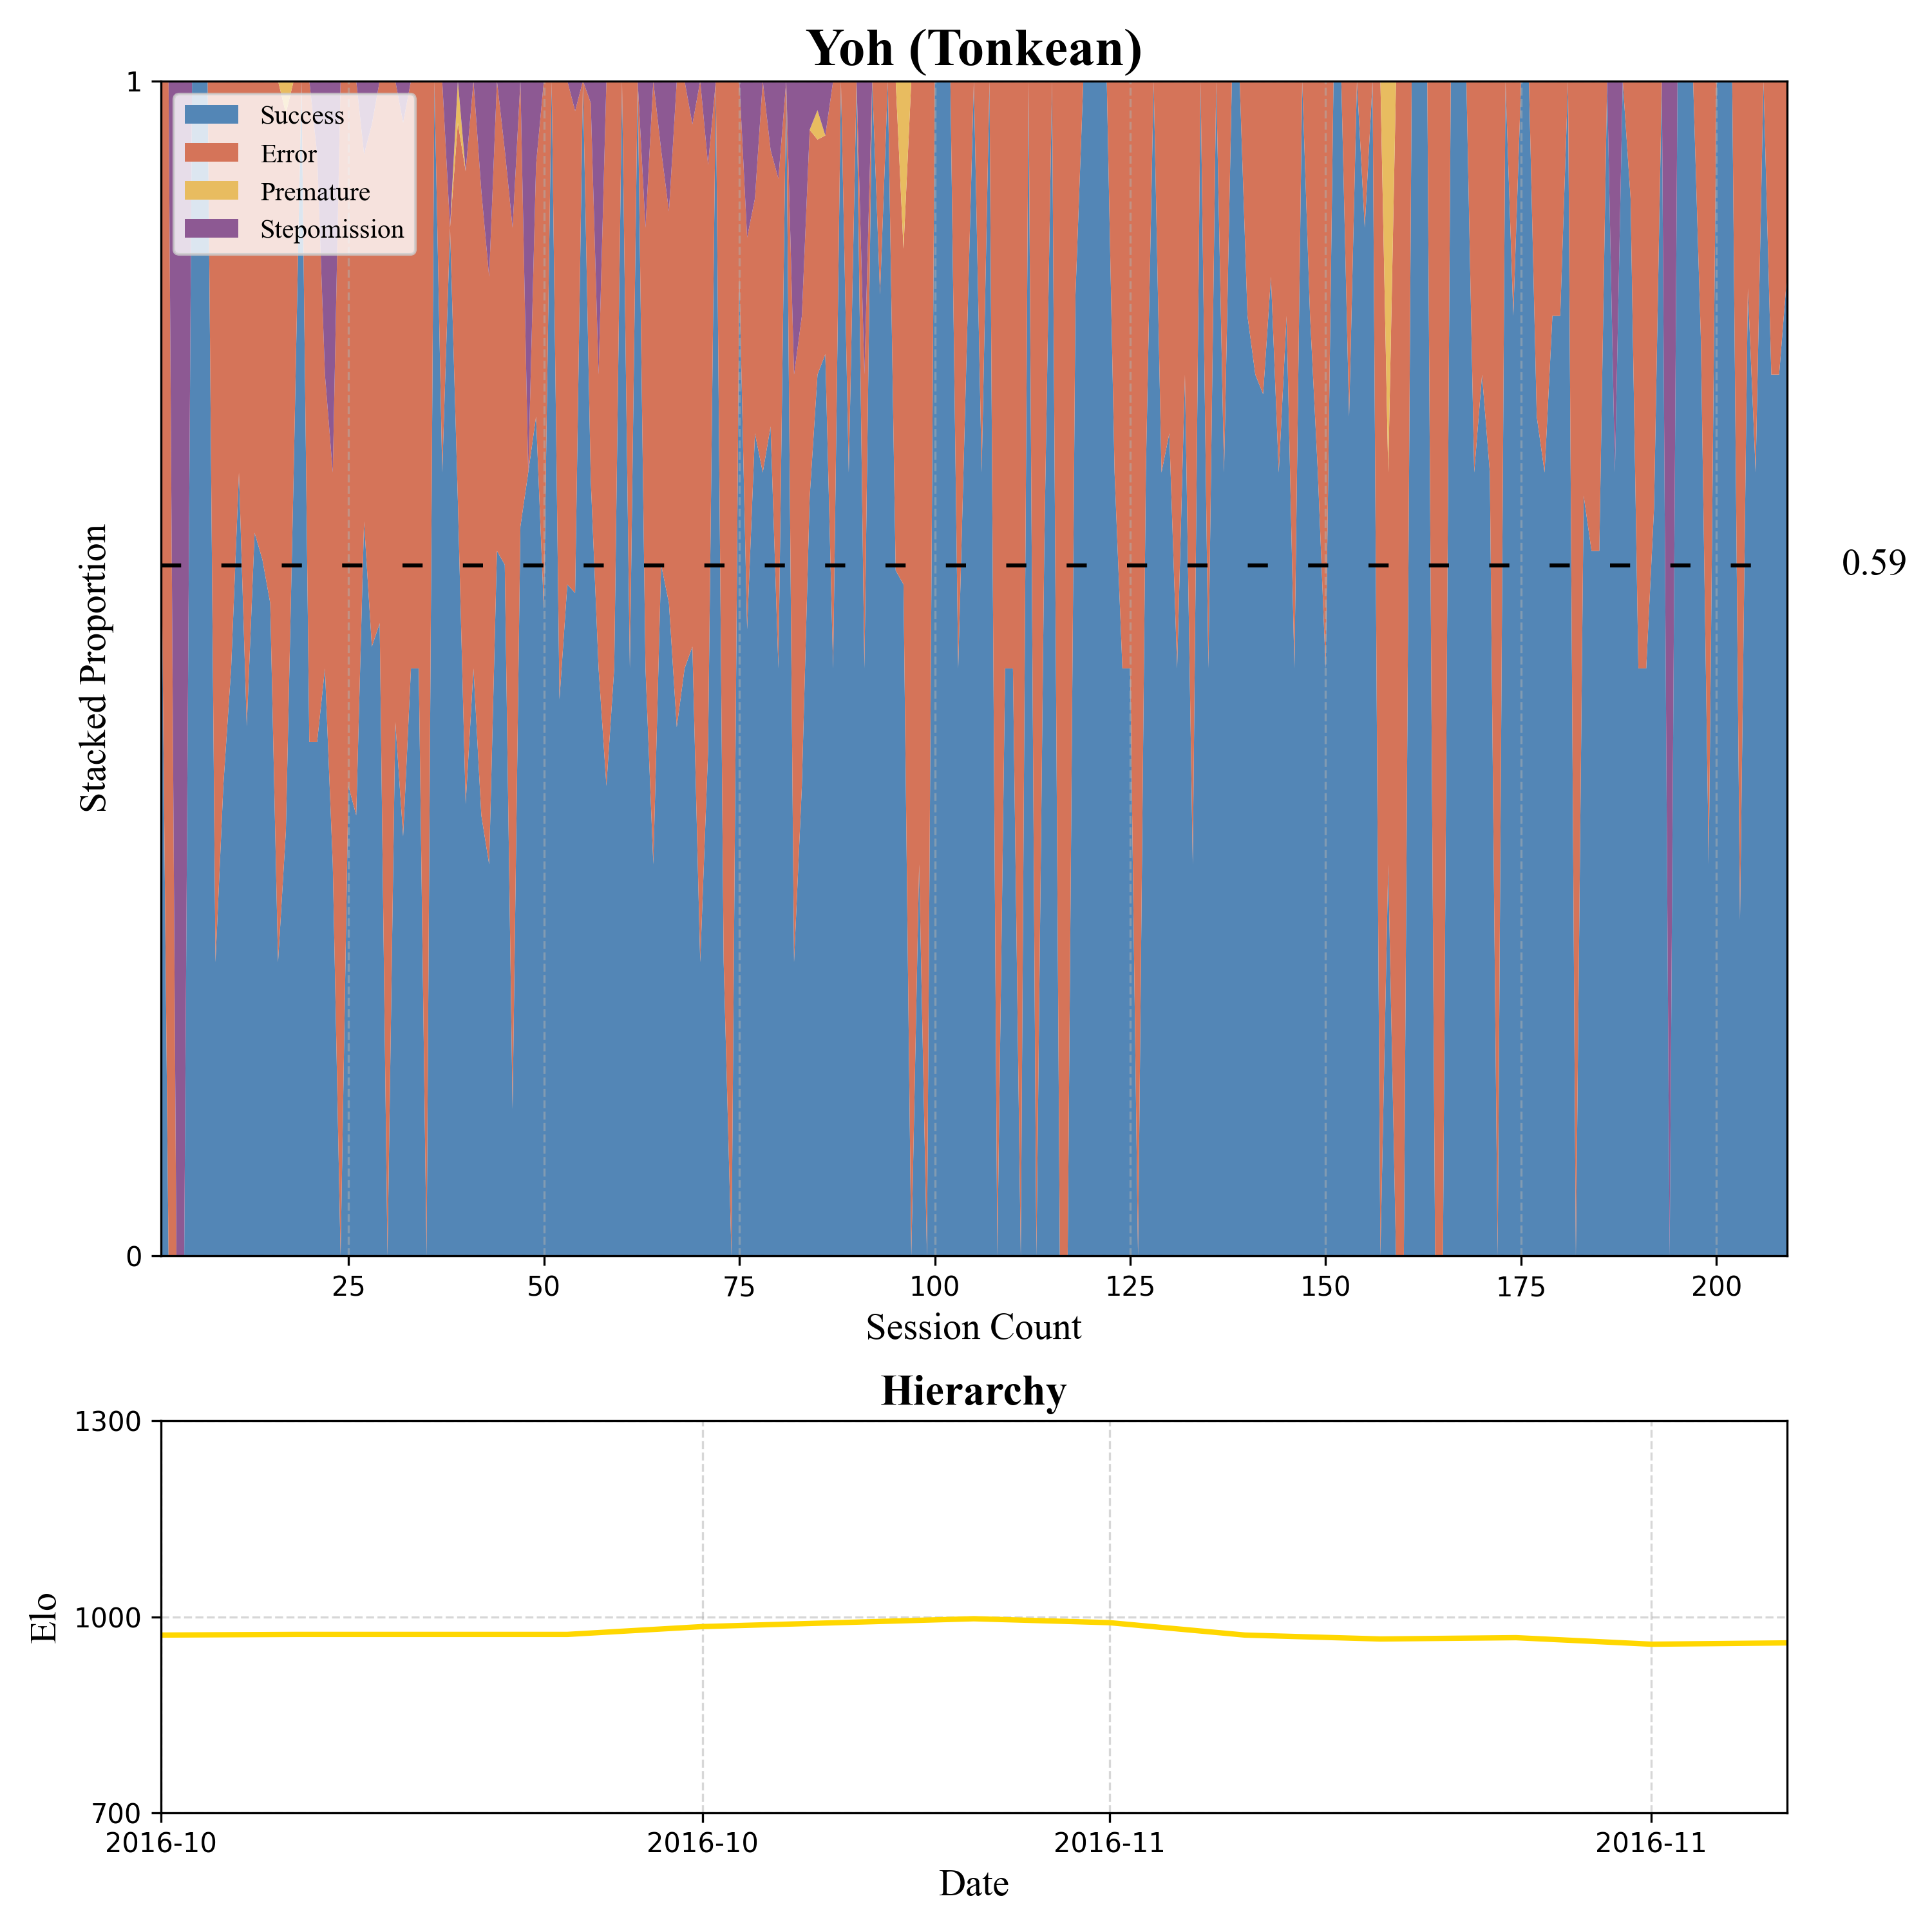 Yoh (Tonkean)
1
Success
Error
Premature
Stepomission
Stacked Proportion
0.59
0
25 50 75 100 125 150 175 200
Session Count
Hierarchy
1300
Elo
1000
700
2016-10 2016-10 2016-11 2016-11
Date